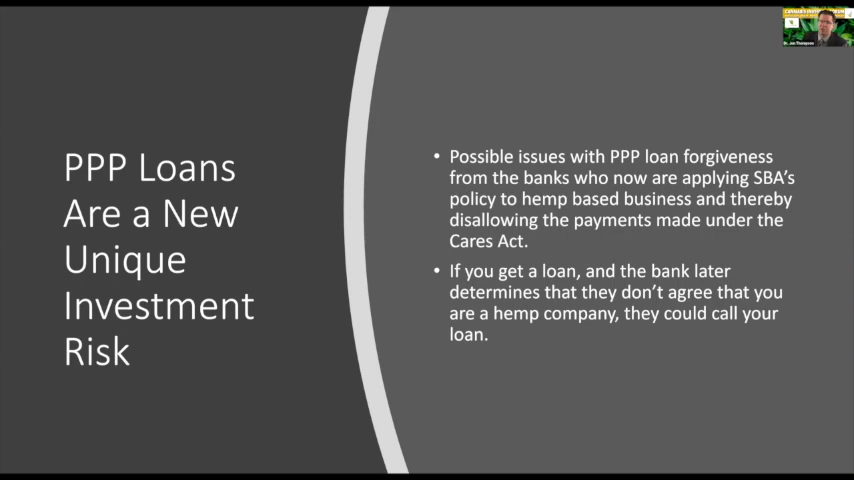 PPP Loans
Are a New
Unique
Investment
Risk
• Possible issues with PPP loan forgiveness
from the banks who now are applying SBA's
policy to hemp based business and thereby
disallowing the payments made under the
Cares Act.
• If you get a loan, and the bank later
determines that they don't agree that you
are a hemp company, they could call your
loan.